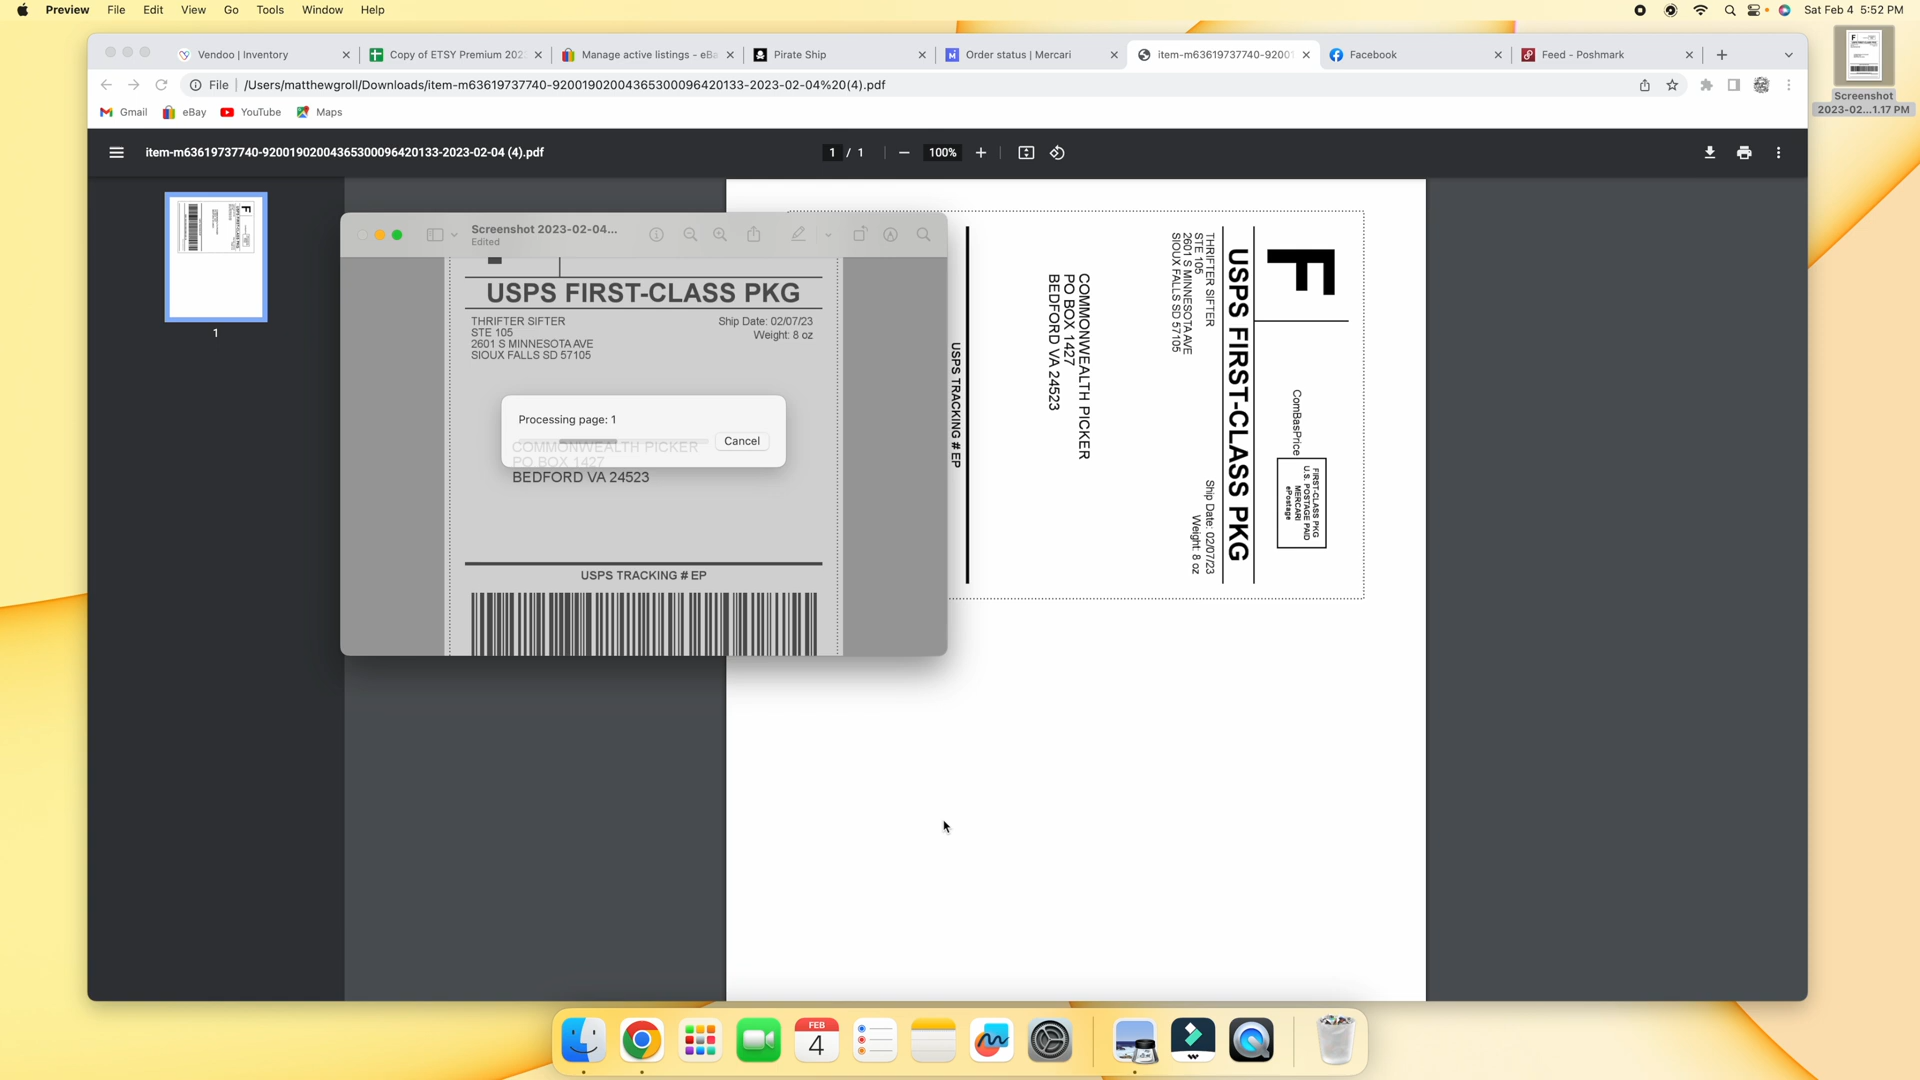 Preview File Edit View Go Tools Window Help
Sat Feb 4 5:52 PM
Vendoo | Inventory
Copy of ETSY Premium 202
Manage active listings - eBa
Pirate Ship
Order status | Mercari
item-m63619737740-92001
Facebook
Feed - Poshmark
File /Users/matthewgroll/Downloads/item-m63619737740-92001902004365300096420133-2023-02-04%20(4).pdf
Gmail eBay YouTube Maps
Screenshot
2023-02...1.17 PM
item-m63619737740-92001902004365300096420133-2023-02-04 (4).pdf
1 / 1
100%
1
Screenshot 2023-02-04...
Edited
USPS FIRST-CLASS PKG
THRIFTER SIFTER
STE 105
2601 S MINNESOTA AVE
SIOUX FALLS SD 57105
Ship Date: 02/07/23
Weight: 8 oz
Processing page: 1
Cancel
COMMONWEALTH PICKER
PO BOX 1427
BEDFORD VA 24523
USPS TRACKING # EP
F
ComBasPrice
FIRST-CLASS PKG
U.S. POSTAGE PAID
MERCARI
ePostage
USPS FIRST-CLASS PKG
THRIFTER SIFTER
STE 105
2601 S MINNESOTA AVE
SIOUX FALLS SD 57105
Ship Date: 02/07/23
Weight: 8 oz
COMMONWEALTH PICKER
PO BOX 1427
BEDFORD VA 24523
USPS TRACKING # EP
FEB
4